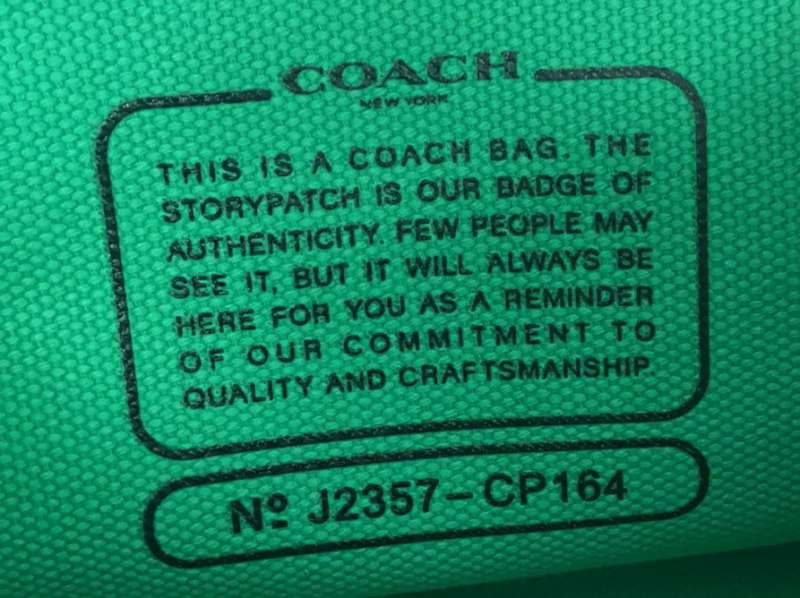 COACH
NEW YORK
THIS IS A COACH BAG. THE
STORYPATCH IS OUR BADGE OF
AUTHENTICITY. FEW PEOPLE MAY
SEE IT, BUT IT WILL ALWAYS BE
HERE FOR YOU AS A REMINDER
OF OUR COMMITMENT TO
QUALITY AND CRAFTSMANSHIP.
Nº J2357-CP164